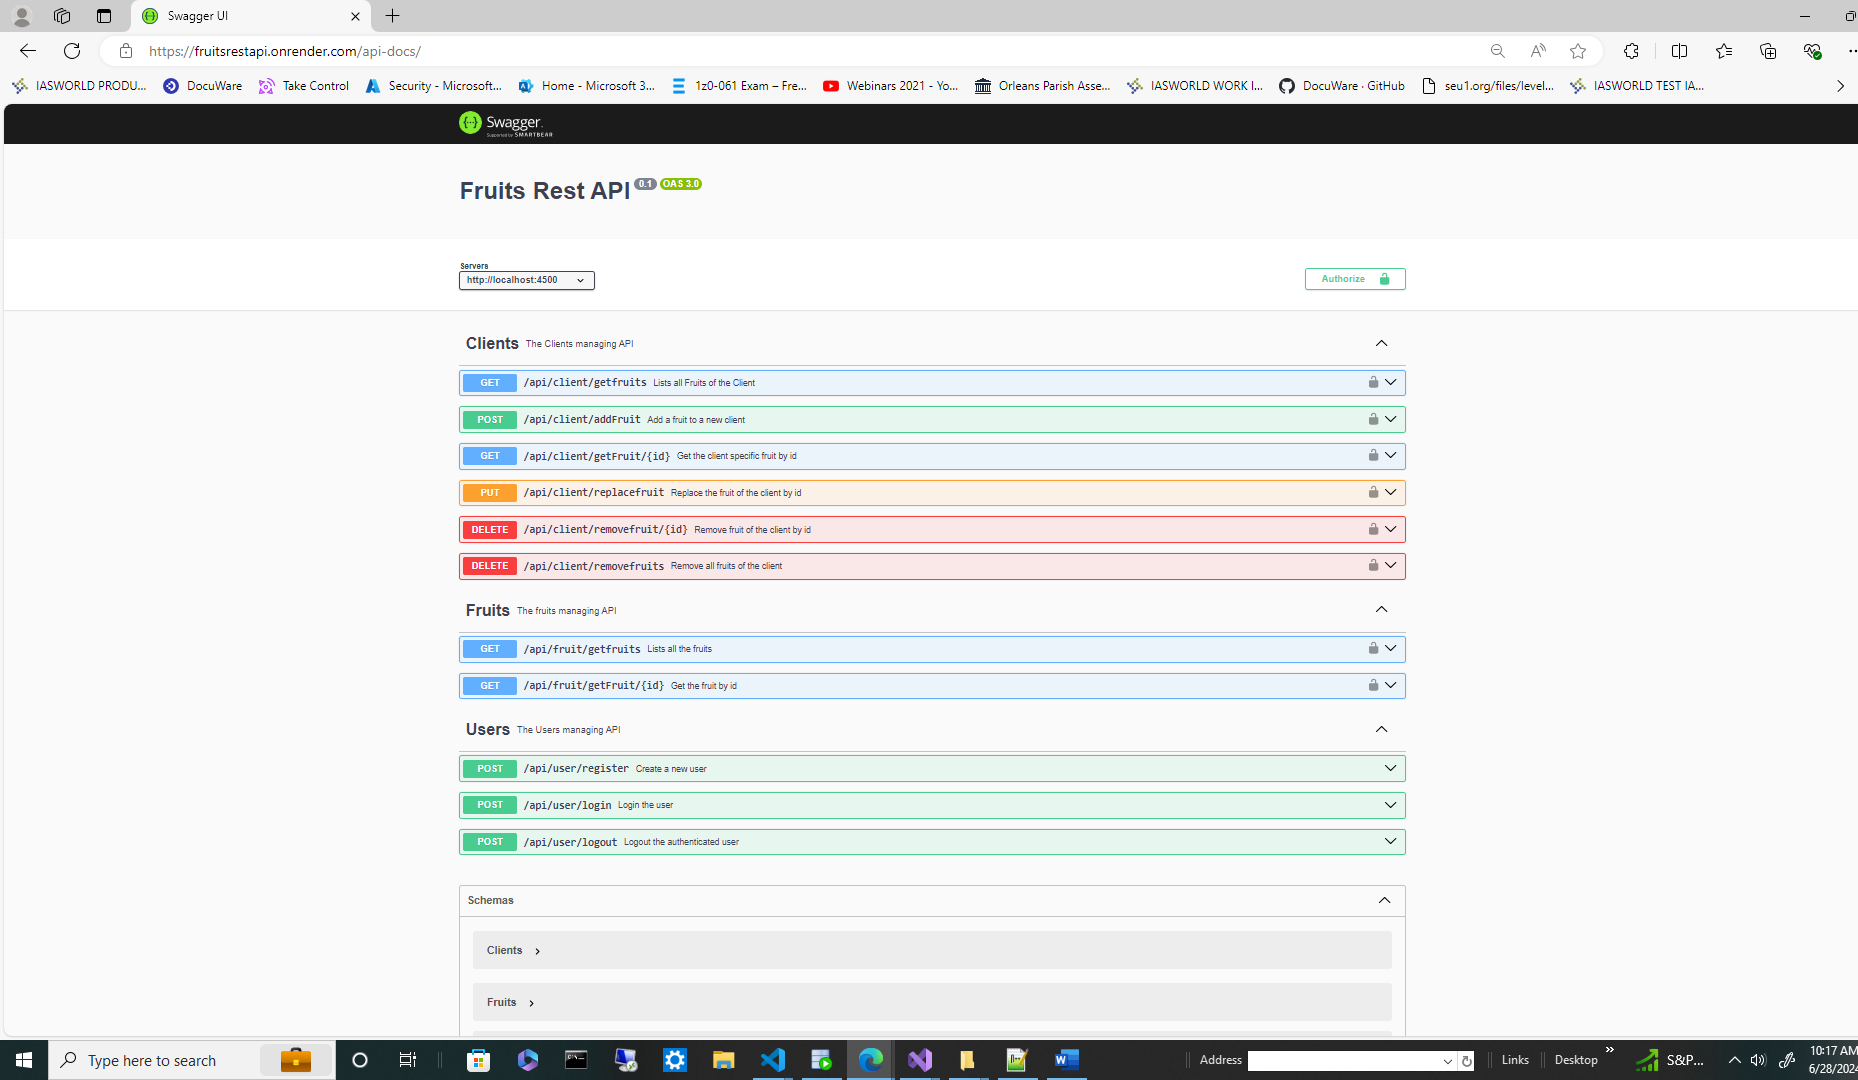 Swagger UI
https://fruitsrestapi.onrender.com/api-docs/
IASWORLD PRODU... DocuWare Take Control Security - Microsoft... Home - Microsoft 3... 1z0-061 Exam – Fre... Webinars 2021 - Yo... Orleans Parish Asse... IASWORLD WORK I... DocuWare · GitHub seu1.org/files/level... IASWORLD TEST IA...
Swagger.
Supported by SMARTBEAR
Fruits Rest API 0.1 OAS 3.0
Servers
http://localhost:4500
Authorize
Clients The Clients managing API
GET /api/client/getfruits Lists all Fruits of the Client
POST /api/client/addFruit Add a fruit to a new client
GET /api/client/getFruit/{id} Get the client specific fruit by id
PUT /api/client/replacefruit Replace the fruit of the client by id
DELETE /api/client/removefruit/{id} Remove fruit of the client by id
DELETE /api/client/removefruits Remove all fruits of the client
Fruits The fruits managing API
GET /api/fruit/getfruits Lists all the fruits
GET /api/fruit/getFruit/{id} Get the fruit by id
Users The Users managing API
POST /api/user/register Create a new user
POST /api/user/login Login the user
POST /api/user/logout Logout the authenticated user
Schemas
Clients
Fruits
Type here to search
Address
Links
Desktop
S&P...
10:17 AM
6/28/2024